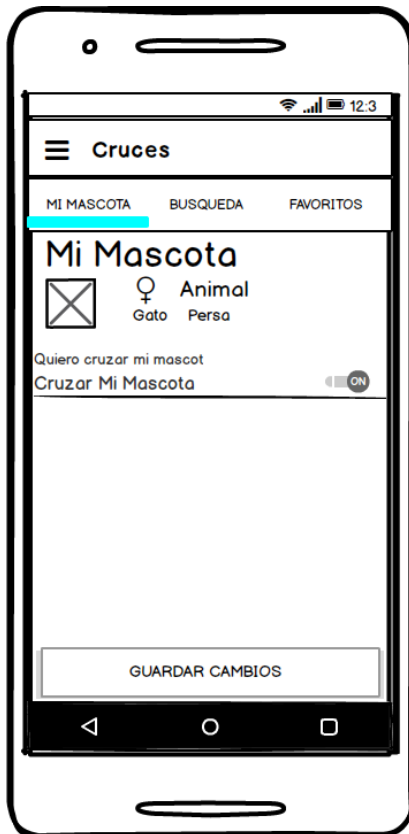 12:3
Cruces
MI MASCOTA BUSQUEDA FAVORITOS
Mi Mascota
Animal
Gato Persa
Quiero cruzar mi mascot
Cruzar Mi Mascota ON
GUARDAR CAMBIOS